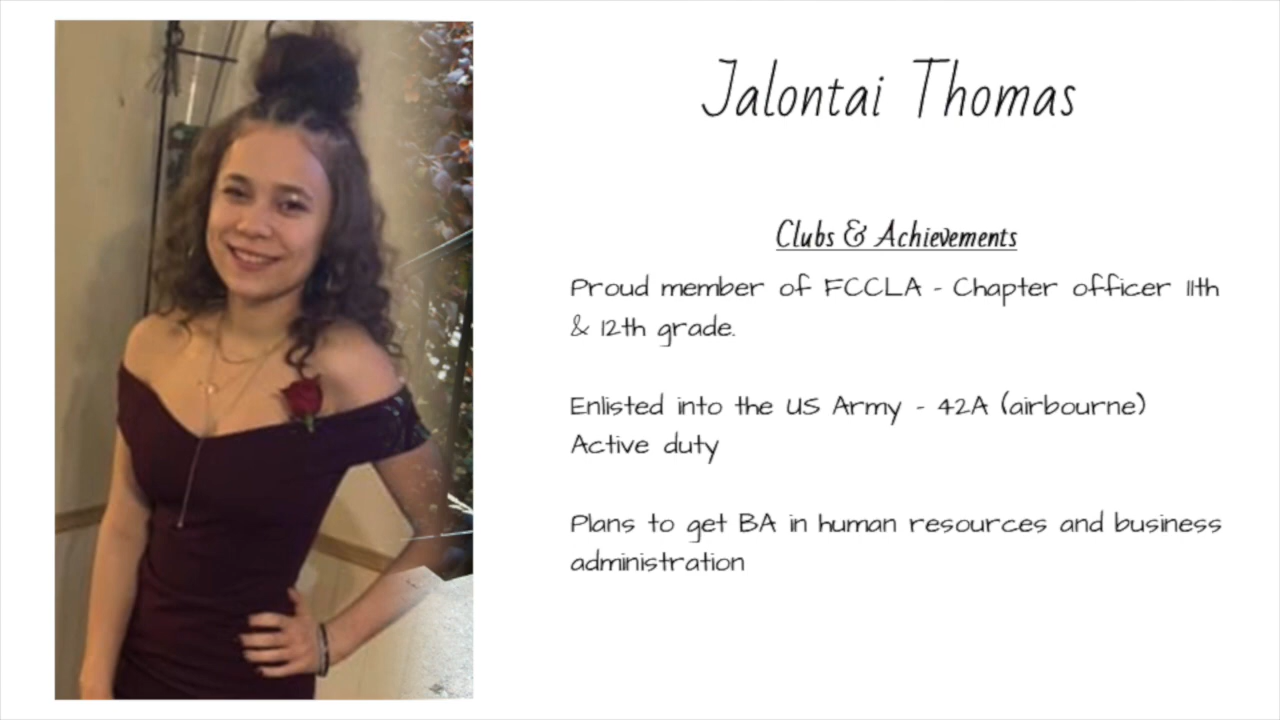 Jalontai Thomas
Clubs & Achievements
Proud member of FCCLA - Chapter officer 11th
& 12th grade.
Enlisted into the US Army - 42A (airbourne)
Active duty
Plans to get BA in human resources and business
administration